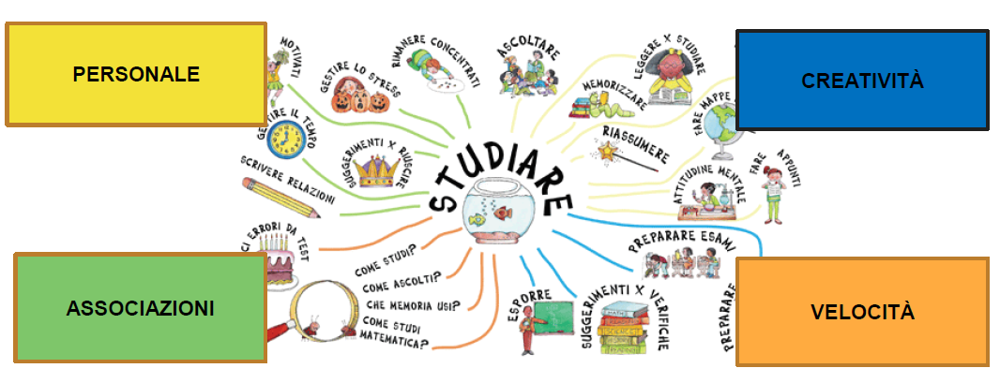 PERSONALE
CREATIVITÀ
ASSOCIAZIONI
VELOCITÀ
STUDIARE
MOTIVATI
GESTIRE LO STRESS
RIMANERE CONCENTRATI
ASCOLTARE
LEGGERE X STUDIARE
MEMORIZZARE
RIASSUMERE
FARE MAPPE
GESTIRE IL TEMPO
SUGGERIMENTI X RIUSCIRE
SCRIVERE RELAZIONI
ATTITUDINE MENTALE
FARE APPUNTI
ERRORI DA TEST
COME STUDI?
COME ASCOLTI?
CHE MEMORIA USI?
COME STUDI
MATEMATICA?
ESPORRE
SUGGERIMENTI X VERIFICHE
MATHS
SCIENCE
PREPARARE ESAMI
PREPARARE